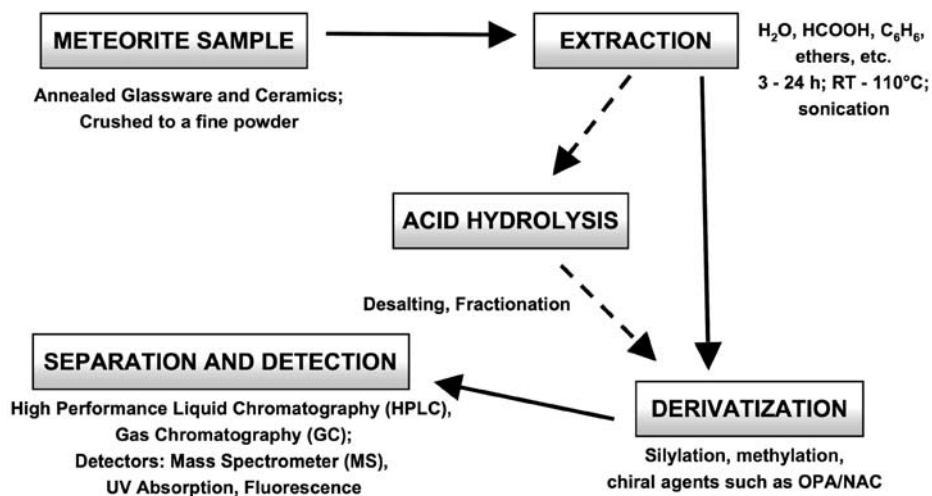 METEORITE SAMPLE
Annealed Glassware and Ceramics;
Crushed to a fine powder
EXTRACTION
H₂O, HCOOH, C₆H₆,
ethers, etc.
3 - 24 h; RT - 110°C;
sonication
ACID HYDROLYSIS
Desalting, Fractionation
DERIVATIZATION
Silylation, methylation,
chiral agents such as OPA/NAC
SEPARATION AND DETECTION
High Performance Liquid Chromatography (HPLC),
Gas Chromatography (GC);
Detectors: Mass Spectrometer (MS),
UV Absorption, Fluorescence